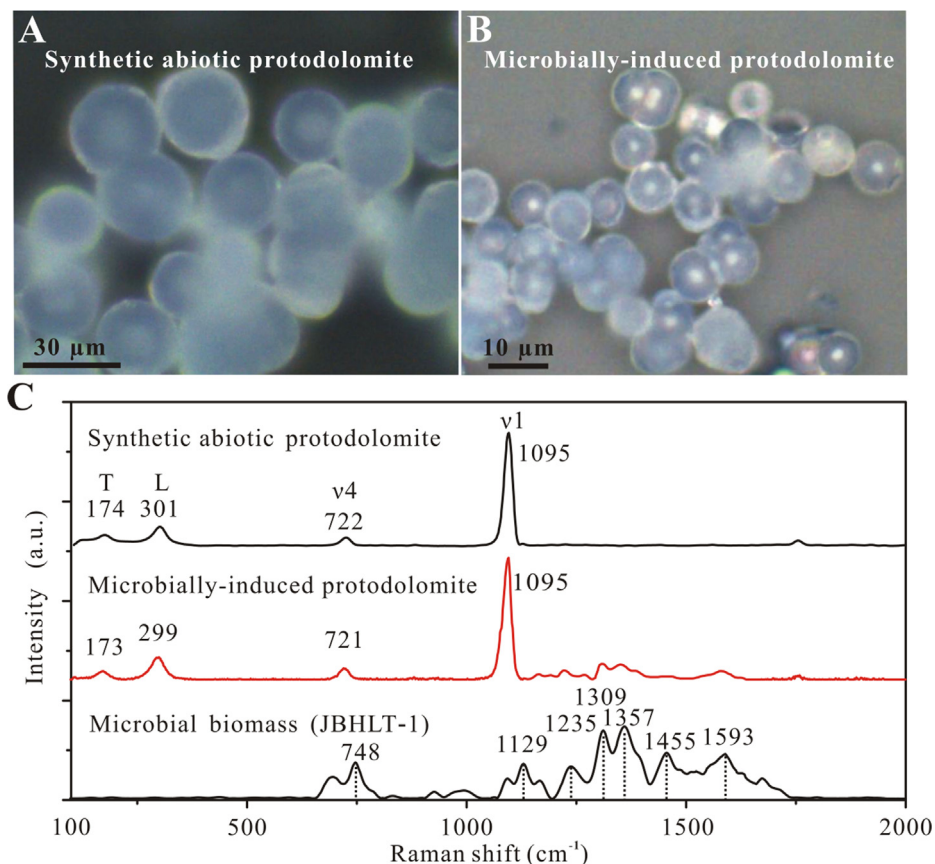 A
Synthetic abiotic protodolomite
30 µm
B
Microbially-induced protodolomite
10 µm
C
Intensity (a.u.)
Synthetic abiotic protodolomite
T
174
L
301
ν4
722
ν1
1095
Microbially-induced protodolomite
173
299
721
1095
Microbial biomass (JBHLT-1)
748
1129
1235
1309
1357
1455
1593
100 500 1000 1500 2000
Raman shift (cm⁻¹)